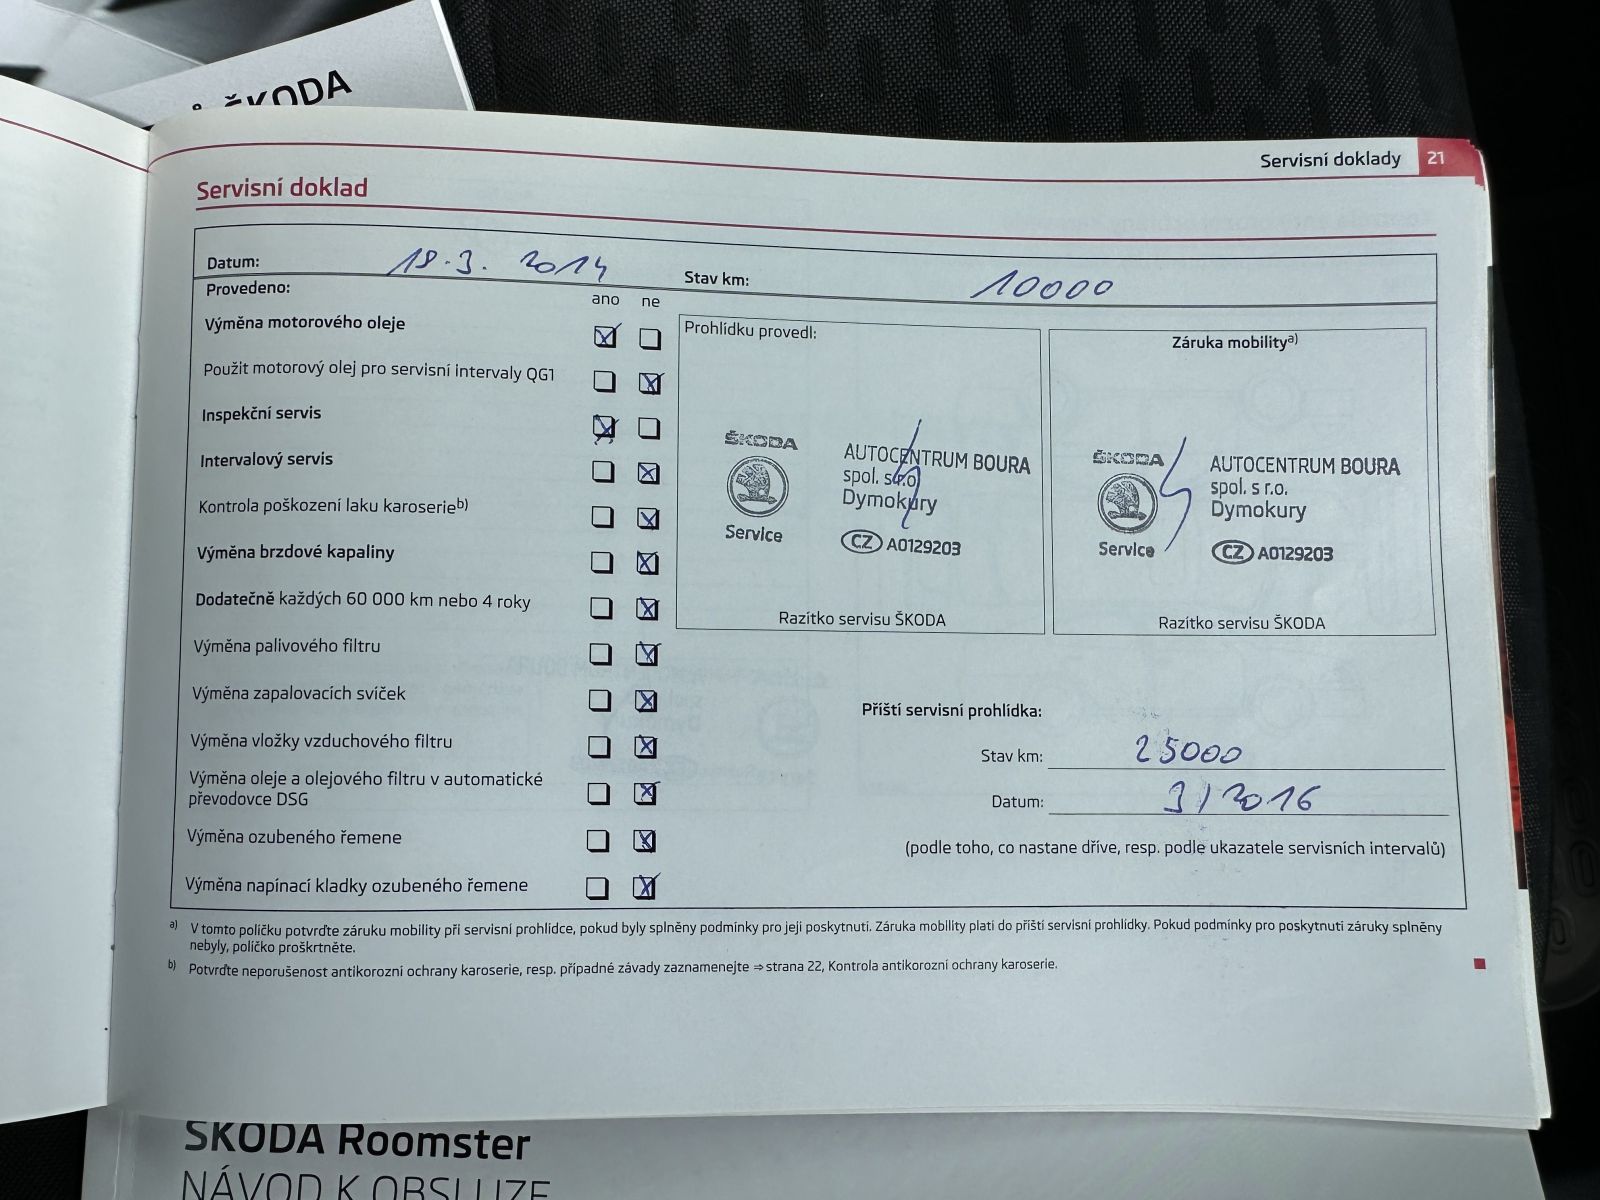 ŠKODA
Servisní doklady 21
Servisní doklad
Datum: 18.3. 2014 Stav km: 10000
Provedeno: ano ne
Výměna motorového oleje
Použit motorový olej pro servisní intervaly QG1
Inspekční servis
Intervalový servis
Kontrola poškození laku karoserieb)
Výměna brzdové kapaliny
Dodatečně každých 60 000 km nebo 4 roky
Výměna palivového filtru
Výměna zapalovacích svíček
Výměna vložky vzduchového filtru
Výměna oleje a olejového filtru v automatické
převodovce DSG
Výměna ozubeného řemene
Výměna napínací kladky ozubeného řemene
Prohlídku provedl:
ŠKODA
Service
AUTOCENTRUM BOURA
spol. s r.o.
Dymokury
CZ A0129203
Razítko servisu ŠKODA
Záruka mobilitya)
ŠKODA
Service
AUTOCENTRUM BOURA
spol. s r.o.
Dymokury
CZ A0129203
Razítko servisu ŠKODA
Příští servisní prohlídka:
Stav km: 25000
Datum: 3/2016
(podle toho, co nastane dříve, resp. podle ukazatele servisních intervalů)
a) V tomto políčku potvrďte záruku mobility při servisní prohlídce, pokud byly splněny podmínky pro její poskytnutí. Záruka mobility platí do příští servisní prohlídky. Pokud podmínky pro poskytnutí záruky splněny
nebyly, políčko proškrtněte.
b) Potvrďte neporušenost antikorozní ochrany karoserie, resp. případné závady zaznamenejte ⇒ strana 22, Kontrola antikorozní ochrany karoserie.
ŠKODA Roomster
NÁVOD K OBSLUZE